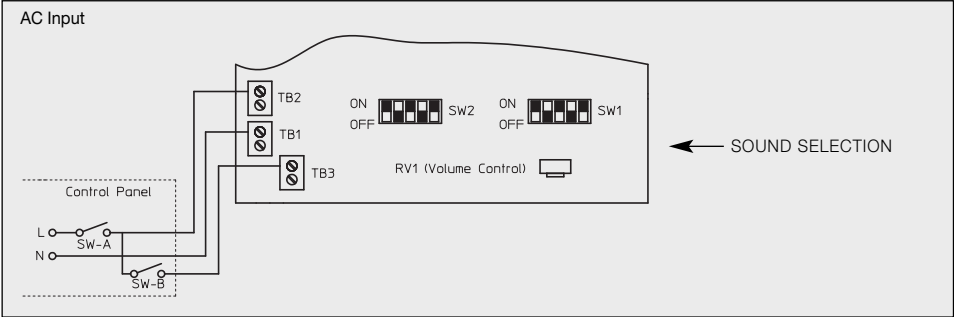 AC Input
TB2
ON
OFF
SW2
ON
OFF
SW1
TB1
SOUND SELECTION
TB3
RV1 (Volume Control)
Control Panel
L
SW-A
N
SW-B